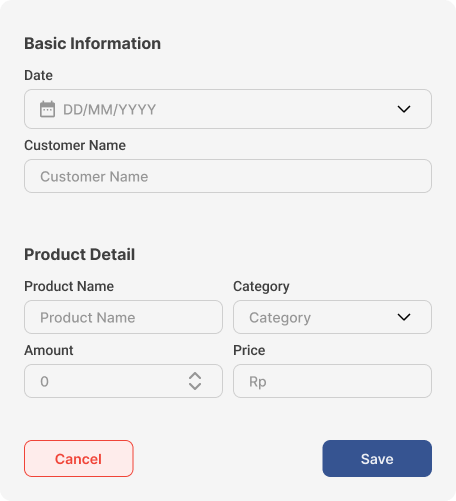 Basic Information
Date
DD/MM/YYYY
Customer Name
Customer Name
Product Detail
Product Name Category
Product Name Category
Amount Price
0 Rp
Cancel Save